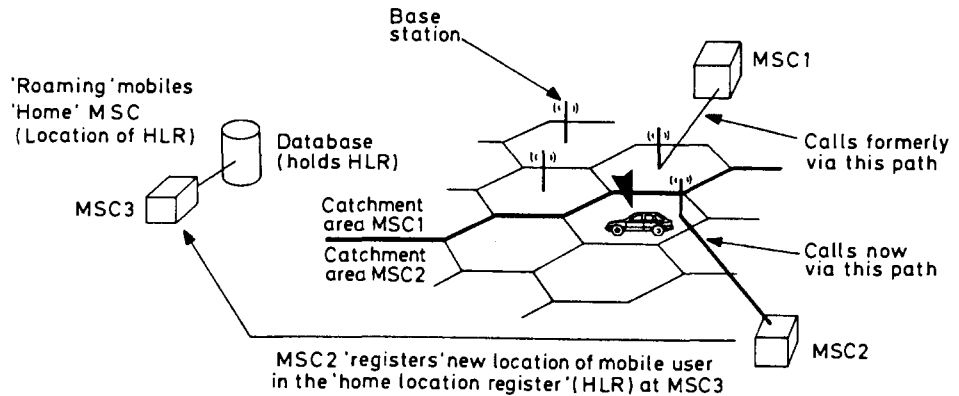 Base
station
MSC1
'Roaming' mobiles
'Home' MSC
(Location of HLR)
Database
(holds HLR)
Calls formerly
via this path
MSC3
Catchment
area MSC1
Catchment
area MSC2
Calls now
via this path
MSC2
MSC2 'registers' new location of mobile user
in the 'home location register' (HLR) at MSC3